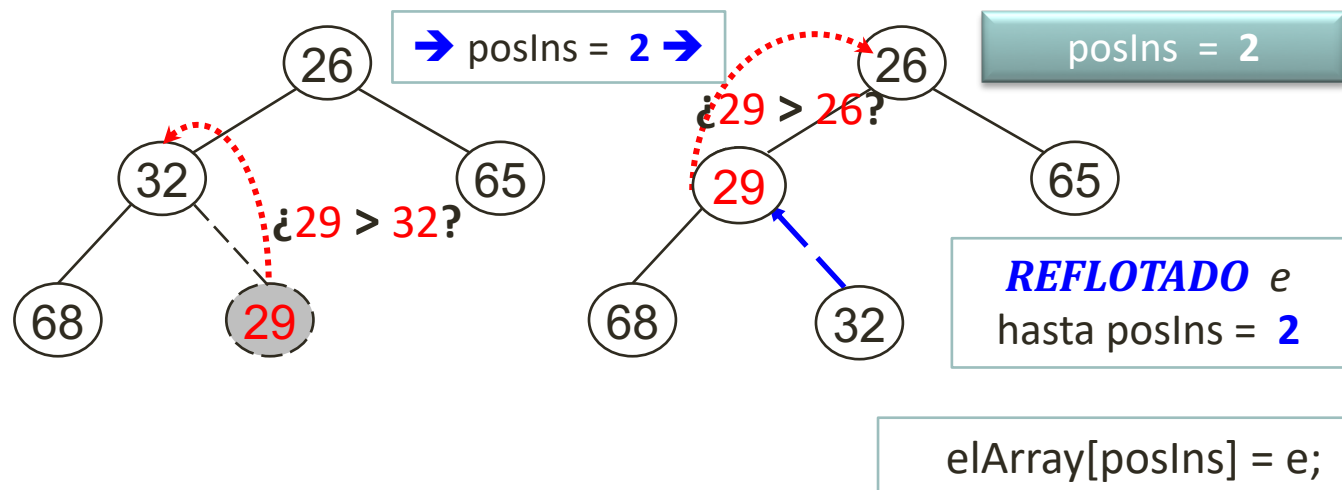 26
32
65
¿29 > 32?
68
29
➔ posIns = 2 ➔
26
¿29 > 26?
29
65
68
32
posIns = 2
REFLOTADO e
hasta posIns = 2
elArray[posIns] = e;